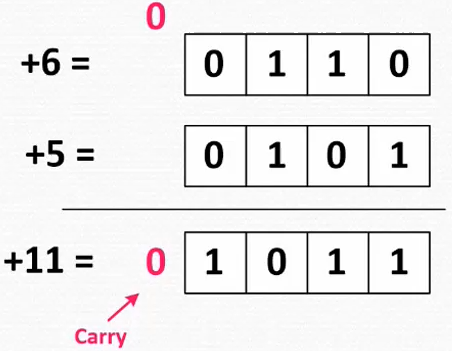 0
+6 = 0 1 1 0
+5 = 0 1 0 1
+11 = 0 1 0 1 1
Carry